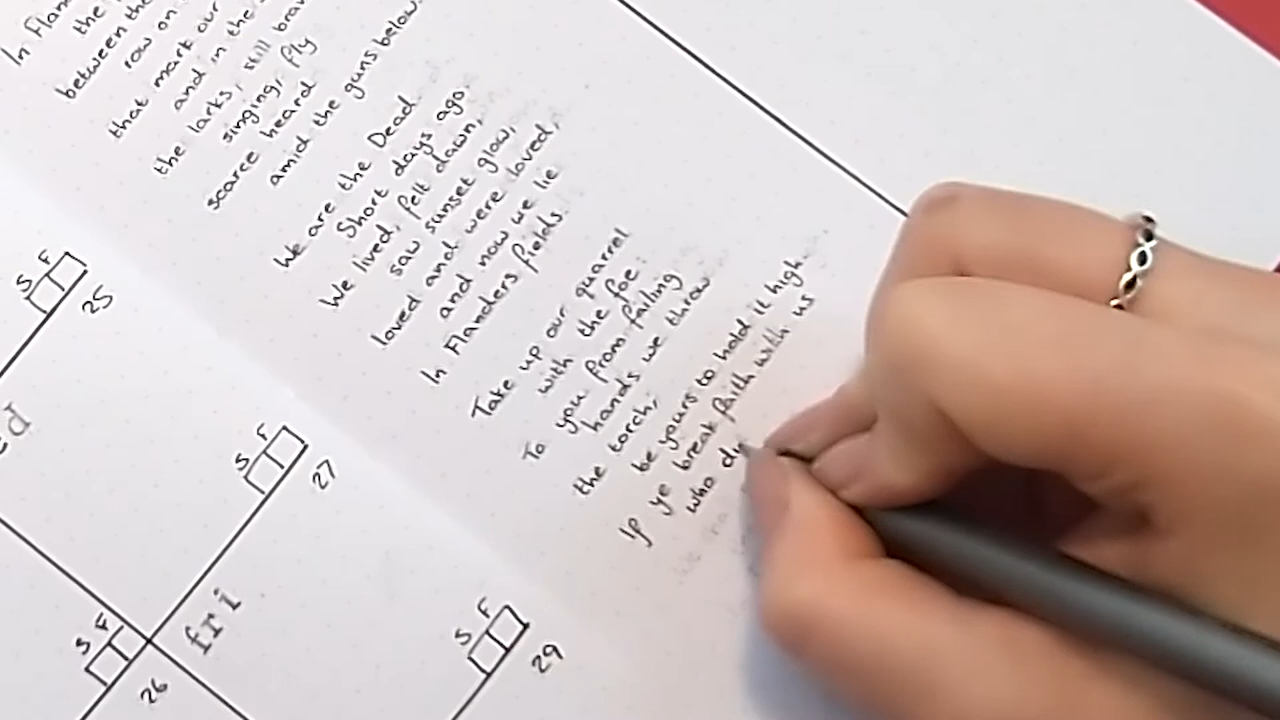 In Flan
the
between the
row on
that mark our
and in the
the larks, still brav
singing, fly
scarce heard
amid the guns below.
We are the Dead.
Short days ago
We lived, felt dawn,
saw sunset glow,
loved and were loved,
and now we lie
In Flanders fields.
Take up our quarrel
with the foe:
To you from failing
hands we throw
the torch;
be yours to hold it high.
If ye break faith with us
who
S F
25
ed
S F
27
S F
26
fri
S F
29